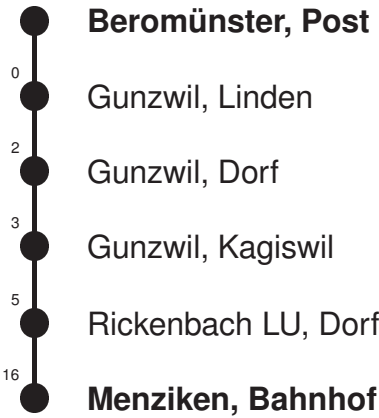 Beromünster, Post
0
Gunzwil, Linden
2
Gunzwil, Dorf
3
Gunzwil, Kagiswil
5
Rickenbach LU, Dorf
16
Menziken, Bahnhof